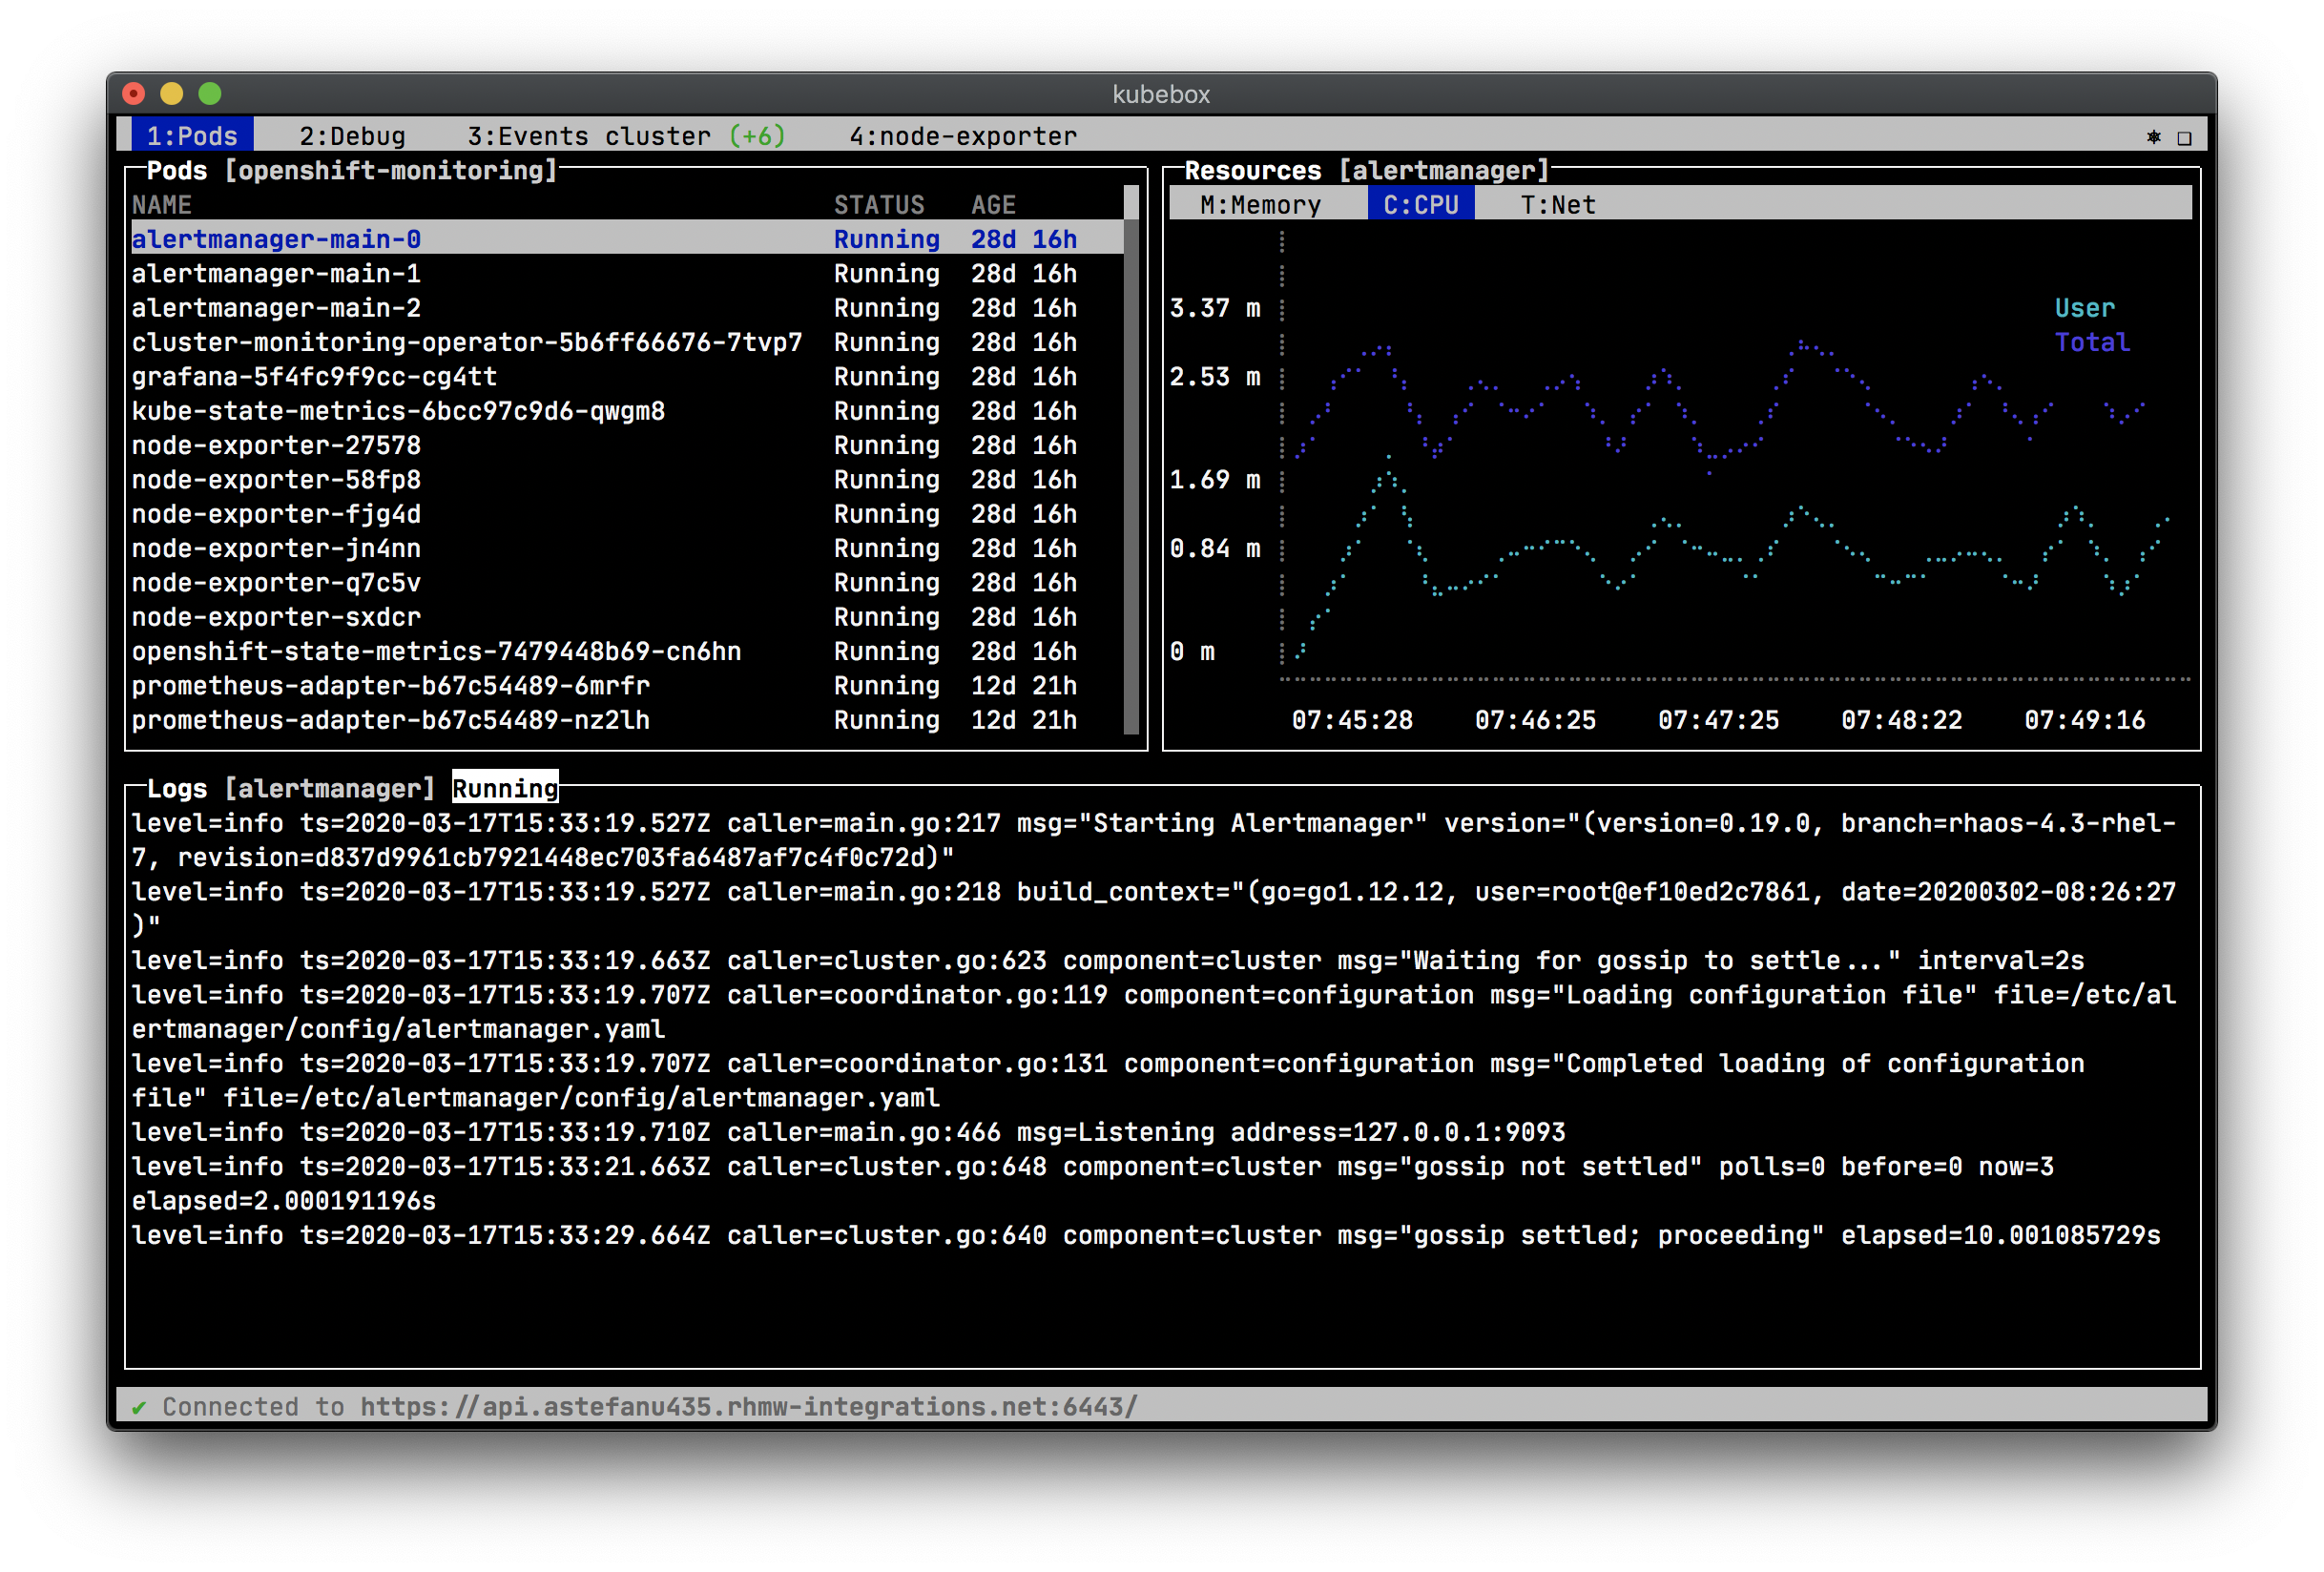 kubebox
1:Pods 2:Debug 3:Events cluster (+6) 4:node-exporter
Pods [openshift-monitoring]
NAME STATUS AGE
alertmanager-main-0 Running 28d 16h
alertmanager-main-1 Running 28d 16h
alertmanager-main-2 Running 28d 16h
cluster-monitoring-operator-5b6ff66676-7tvp7 Running 28d 16h
grafana-5f4fc9f9cc-cg4tt Running 28d 16h
kube-state-metrics-6bcc97c9d6-qwgm8 Running 28d 16h
node-exporter-27578 Running 28d 16h
node-exporter-58fp8 Running 28d 16h
node-exporter-fjg4d Running 28d 16h
node-exporter-jn4nn Running 28d 16h
node-exporter-q7c5v Running 28d 16h
node-exporter-sxdcr Running 28d 16h
openshift-state-metrics-7479448b69-cn6hn Running 28d 16h
prometheus-adapter-b67c54489-6mrfr Running 12d 21h
prometheus-adapter-b67c54489-nz2lh Running 12d 21h
Resources [alertmanager]
M:Memory C:CPU T:Net
3.37 m
User
Total
2.53 m
1.69 m
0.84 m
0 m
07:45:28 07:46:25 07:47:25 07:48:22 07:49:16
Logs [alertmanager] Running
level=info ts=2020-03-17T15:33:19.527Z caller=main.go:217 msg="Starting Alertmanager" version="(version=0.19.0, branch=rhaos-4.3-rhel-
7, revision=d837d9961cb7921448ec703fa6487af7c4f0c72d)"
level=info ts=2020-03-17T15:33:19.527Z caller=main.go:218 build_context="(go=go1.12.12, user=root@ef10ed2c7861, date=20200302-08:26:27
)"
level=info ts=2020-03-17T15:33:19.663Z caller=cluster.go:623 component=cluster msg="Waiting for gossip to settle..." interval=2s
level=info ts=2020-03-17T15:33:19.707Z caller=coordinator.go:119 component=configuration msg="Loading configuration file" file=/etc/al
ertmanager/config/alertmanager.yaml
level=info ts=2020-03-17T15:33:19.707Z caller=coordinator.go:131 component=configuration msg="Completed loading of configuration
file" file=/etc/alertmanager/config/alertmanager.yaml
level=info ts=2020-03-17T15:33:19.710Z caller=main.go:466 msg=Listening address=127.0.0.1:9093
level=info ts=2020-03-17T15:33:21.663Z caller=cluster.go:648 component=cluster msg="gossip not settled" polls=0 before=0 now=3
elapsed=2.000191196s
level=info ts=2020-03-17T15:33:29.664Z caller=cluster.go:640 component=cluster msg="gossip settled; proceeding" elapsed=10.001085729s
✔ Connected to https://api.astefanu435.rhmw-integrations.net:6443/